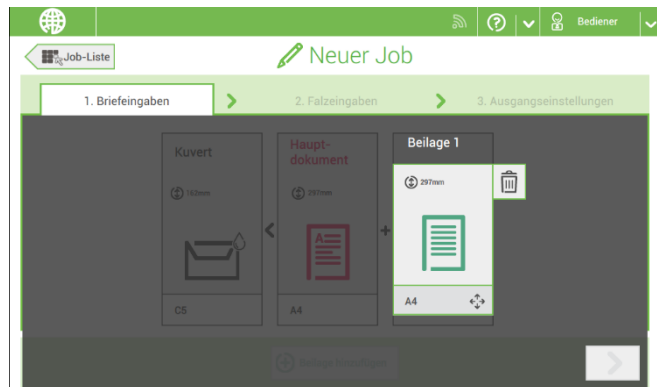 Bediener
Job-Liste
Neuer Job
1. Briefeingaben
2. Falzeingaben
3. Ausgangseinstellungen
Kuvert
Haupt-
dokument
Beilage 1
162mm
297mm
297mm
C5
A4
A4
Beilage hinzufügen